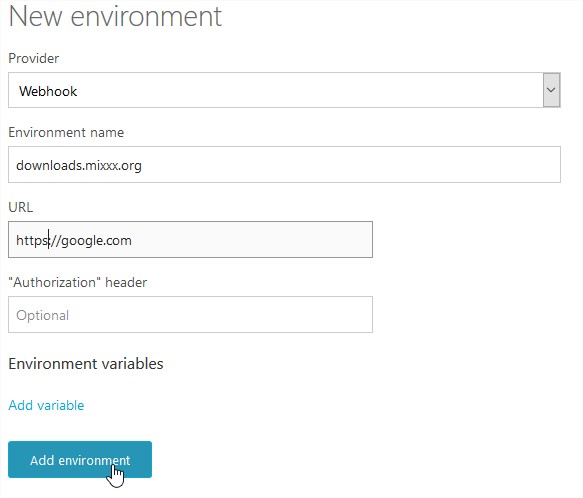 New environment
Provider
Webhook
Environment name
downloads.mixxx.org
URL
https://google.com
"Authorization" header
Optional
Environment variables
Add variable
Add environment